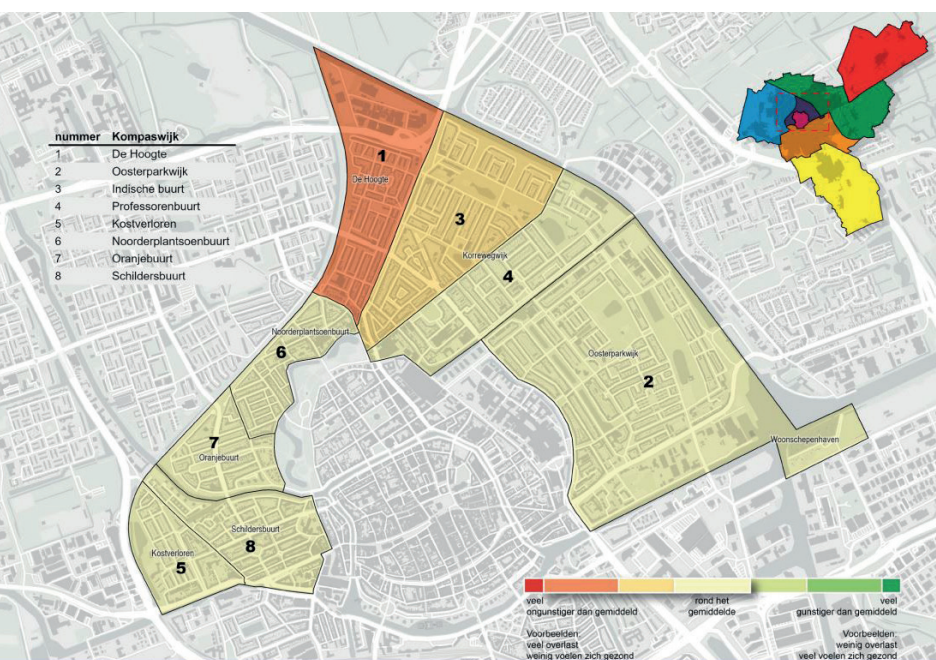 nummer Kompaswijk
1 De Hoogte
2 Oosterparkwijk
3 Indische buurt
4 Professorenbuurt
5 Kostverloren
6 Noorderplantsoenbuurt
7 Oranjebuurt
8 Schildersbuurt
1
De Hoogte
3
Korrewegwijk
4
Noorderplantsoenbuurt
6
Oosterparkwijk
2
7
Oranjebuurt
Woonschepenhaven
Schildersbuurt
8
Kostverloren
5
veel
ongunstiger dan gemiddeld
rond het
gemiddelde
veel
gunstiger dan gemiddeld
Voorbeelden:
veel overlast
weinig voelen zich gezond
Voorbeelden:
weinig overlast
veel voelen zich gezond